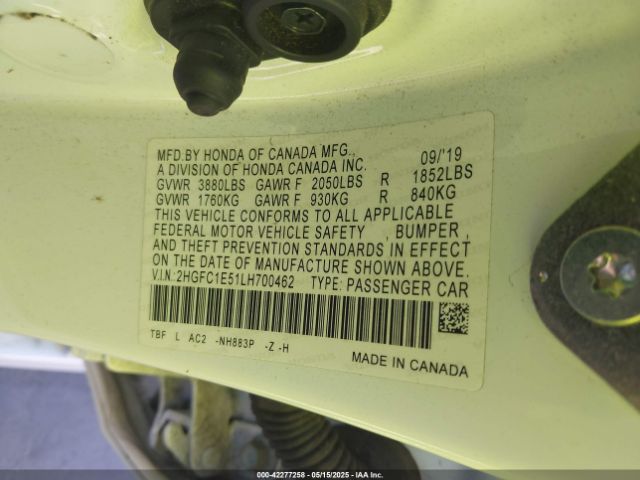 MFD.BY HONDA OF CANADA MFG., 09/'19
A DIVISION OF HONDA CANADA INC.
GVWR 3880LBS GAWR F 2050LBS R 1852LBS
GVWR 1760KG GAWR F 930KG R 840KG
THIS VEHICLE CONFORMS TO ALL APPLICABLE
FEDERAL MOTOR VEHICLE SAFETY , BUMPER ,
AND THEFT PREVENTION STANDARDS IN EFFECT
ON THE DATE OF MANUFACTURE SHOWN ABOVE.
V.I.N: 2HGFC1E51LH700462 TYPE: PASSENGER CAR
TBF L AC2 -NH883P -Z -H
MADE IN CANADA
000-42277258 - 05/15/2025 - IAA Inc.